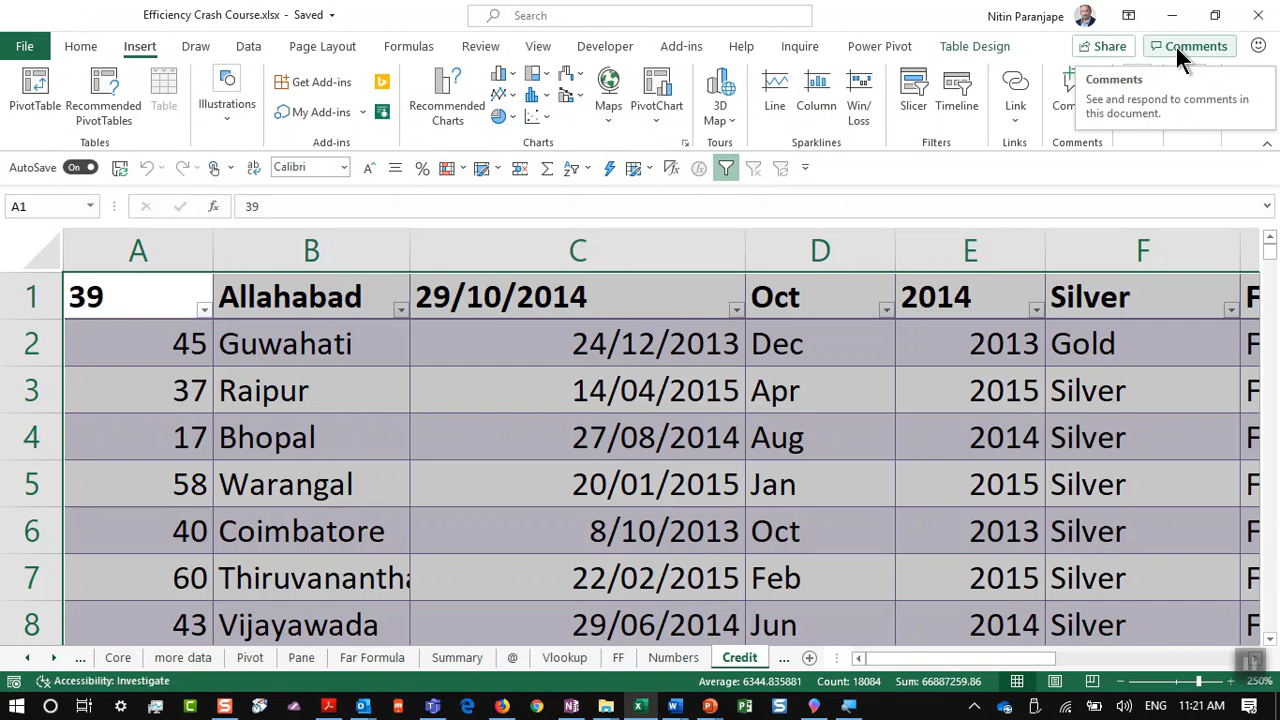 Efficiency Crash Course.xlsx - Saved
Search
Nitin Paranjape
File Home Insert Draw Data Page Layout Formulas Review View Developer Add-ins Help Inquire Power Pivot Table Design Share Comments
Comments
See and respond to comments in
this document.
PivotTable
Recommended
PivotTables
Table
Tables
Illustrations
Get Add-ins
My Add-ins
Add-ins
Recommended
Charts
Maps
PivotChart
Charts
3D
Map
Line
Column
Win/
Loss
Sparklines
Slicer
Timeline
Filters
Link
Links
Comments
AutoSave On
Calibri
A1
fx
39
A B C D E F
1 39 Allahabad 29/10/2014 Oct 2014 Silver F
2 45 Guwahati 24/12/2013 Dec 2013 Gold F
3 37 Raipur 14/04/2015 Apr 2015 Silver F
4 17 Bhopal 27/08/2014 Aug 2014 Silver F
5 58 Warangal 20/01/2015 Jan 2015 Silver F
6 40 Coimbatore 8/10/2013 Oct 2013 Silver F
7 60 Thiruvanantha 22/02/2015 Feb 2015 Silver F
8 43 Vijayawada 29/06/2014 Jun 2014 Silver F
... Core more data Pivot Pane Far Formula Summary @ Vlookup FF Numbers Credit ...
Accessibility: Investigate Average: 6344.835881 Count: 18084 Sum: 66887259.86 250%
ENG 11:21 AM